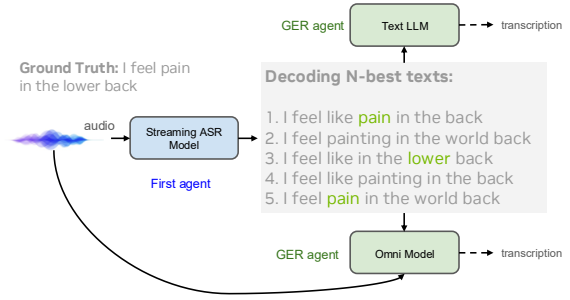 GER agent
Text LLM
transcription
Ground Truth: I feel pain
in the lower back
Decoding N-best texts:
1. I feel like pain in the back
2. I feel painting in the world back
3. I feel like in the lower back
4. I feel like painting in the back
5. I feel pain in the world back
audio
Streaming ASR
Model
First agent
GER agent
Omni Model
transcription